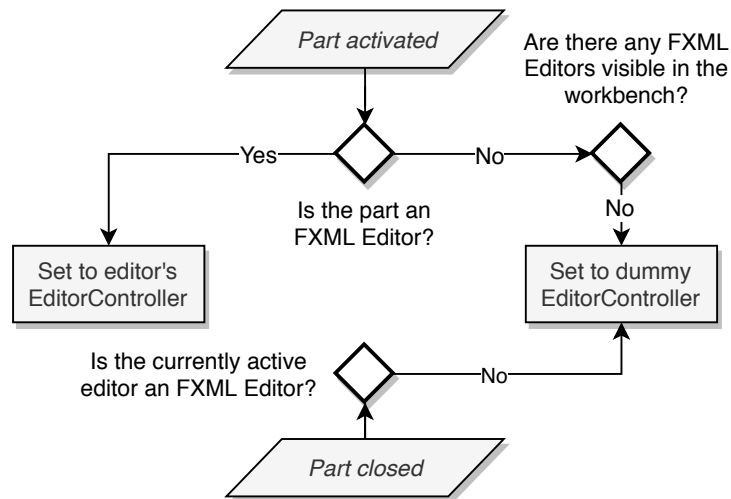 Part activated
Are there any FXML
Editors visible in the
workbench?
Yes
No
Is the part an
FXML Editor?
No
Set to editor's
EditorController
Set to dummy
EditorController
Is the currently active
editor an FXML Editor?
No
Part closed